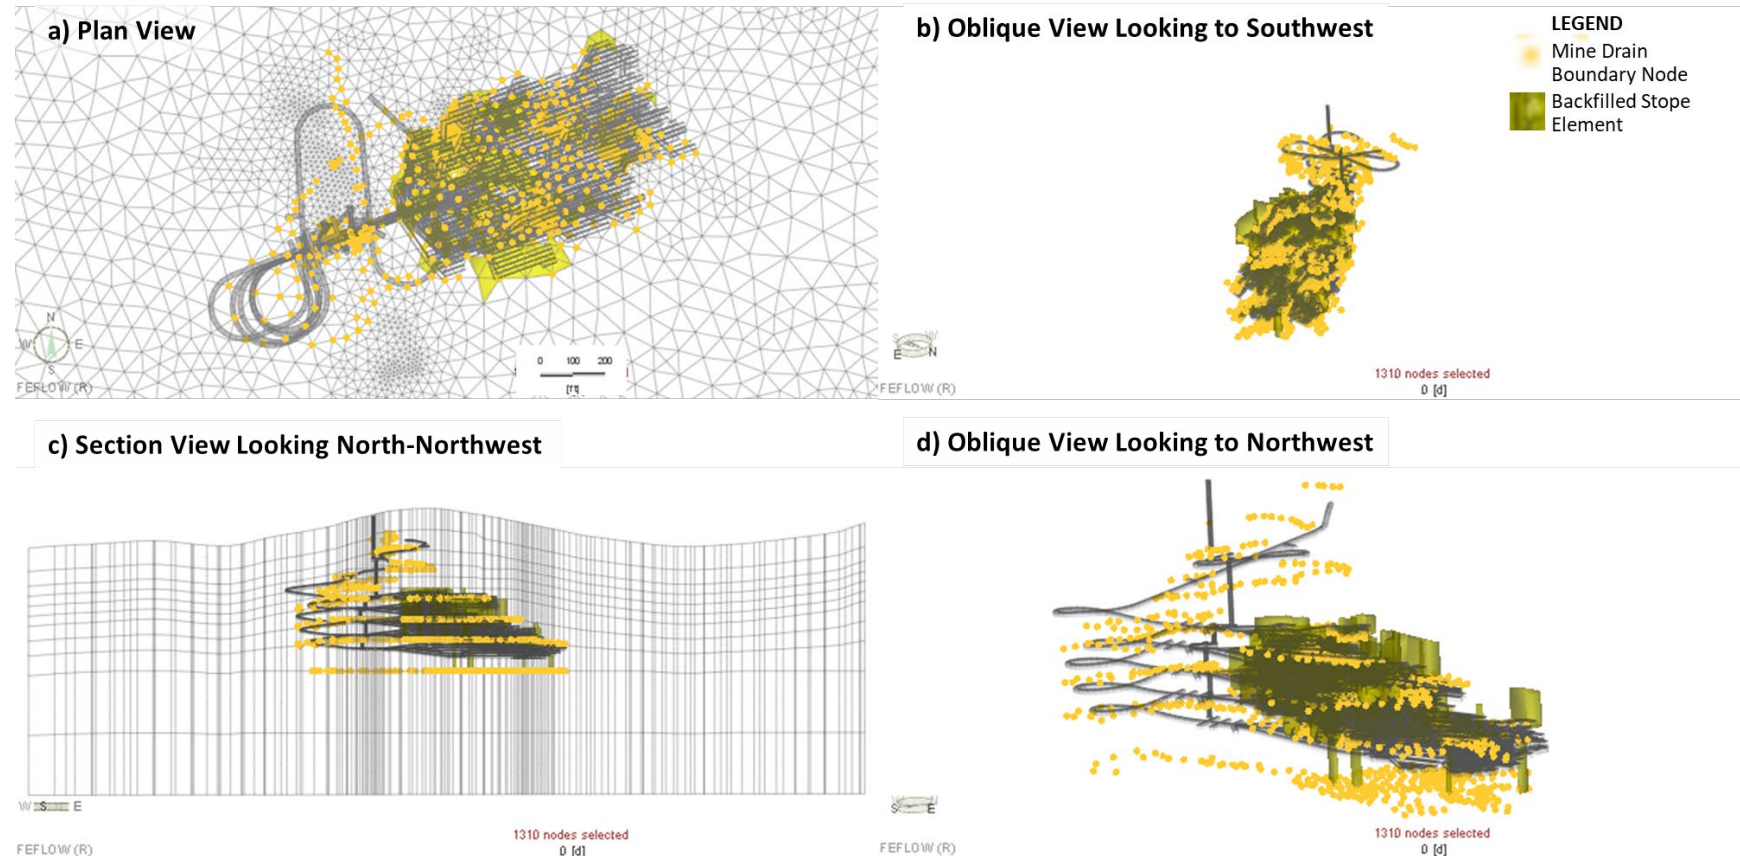 a) Plan View
b) Oblique View Looking to Southwest
LEGEND
Mine Drain
Boundary Node
Backfilled Stope
Element
N
W E
S
0 100 200
[m]
FEFLOW (R)
S W
E N
FEFLOW (R)
1310 nodes selected
0 [d]
c) Section View Looking North-Northwest
d) Oblique View Looking to Northwest
W S E
FEFLOW (R)
1310 nodes selected
0 [d]
S E
FEFLOW (R)
1310 nodes selected
0 [d]